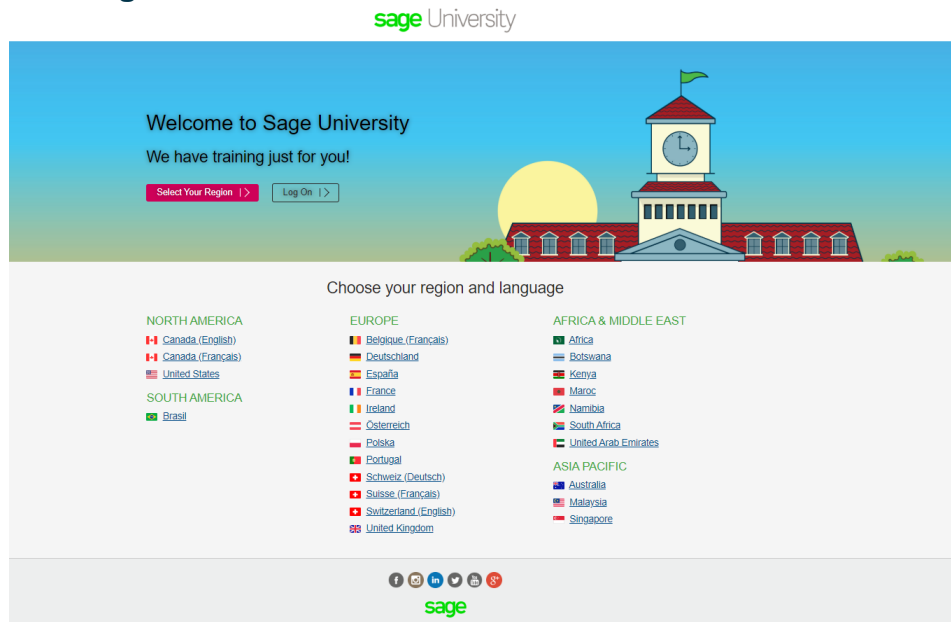 sage University
Welcome to Sage University
We have training just for you!
Select Your Region | >
Log On | >
Choose your region and language
NORTH AMERICA
Canada (English)
Canada (Français)
United States
SOUTH AMERICA
Brasil
EUROPE
Belgique (Français)
Deutschland
España
France
Ireland
Österreich
Polska
Portugal
Schweiz (Deutsch)
Suisse (Français)
Switzerland (English)
United Kingdom
AFRICA & MIDDLE EAST
Africa
Botswana
Kenya
Maroc
Namibia
South Africa
United Arab Emirates
ASIA PACIFIC
Australia
Malaysia
Singapore
sage